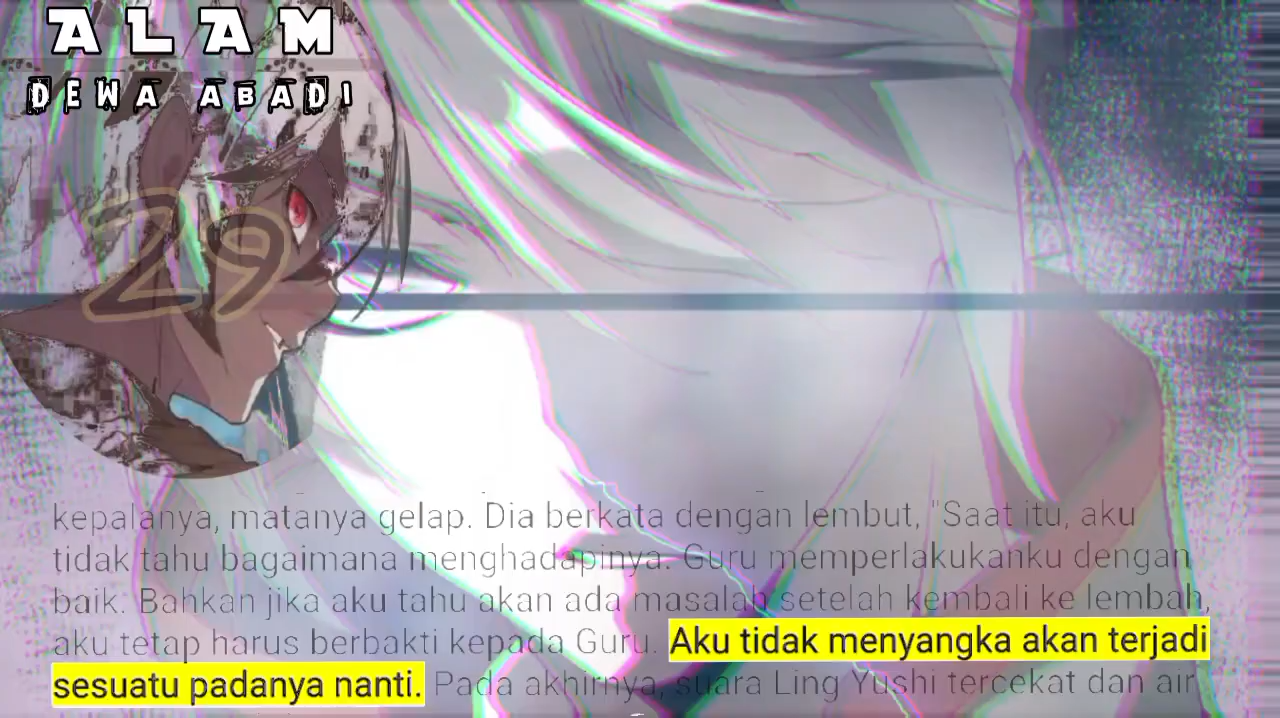 ALAM
DEWA ABADI
29
kepalanya, matanya gelap. Dia berkata dengan lembut, "Saat itu, aku
tidak tahu bagaimana menghadapinya. Guru memperlakukanku dengan
baik. Bahkan jika aku tahu akan ada masalah setelah kembali ke lembah,
aku tetap harus berbakti kepada Guru. Aku tidak menyangka akan terjadi
sesuatu padanya nanti. Pada akhirnya, suara Ling Yushi tercekat dan air